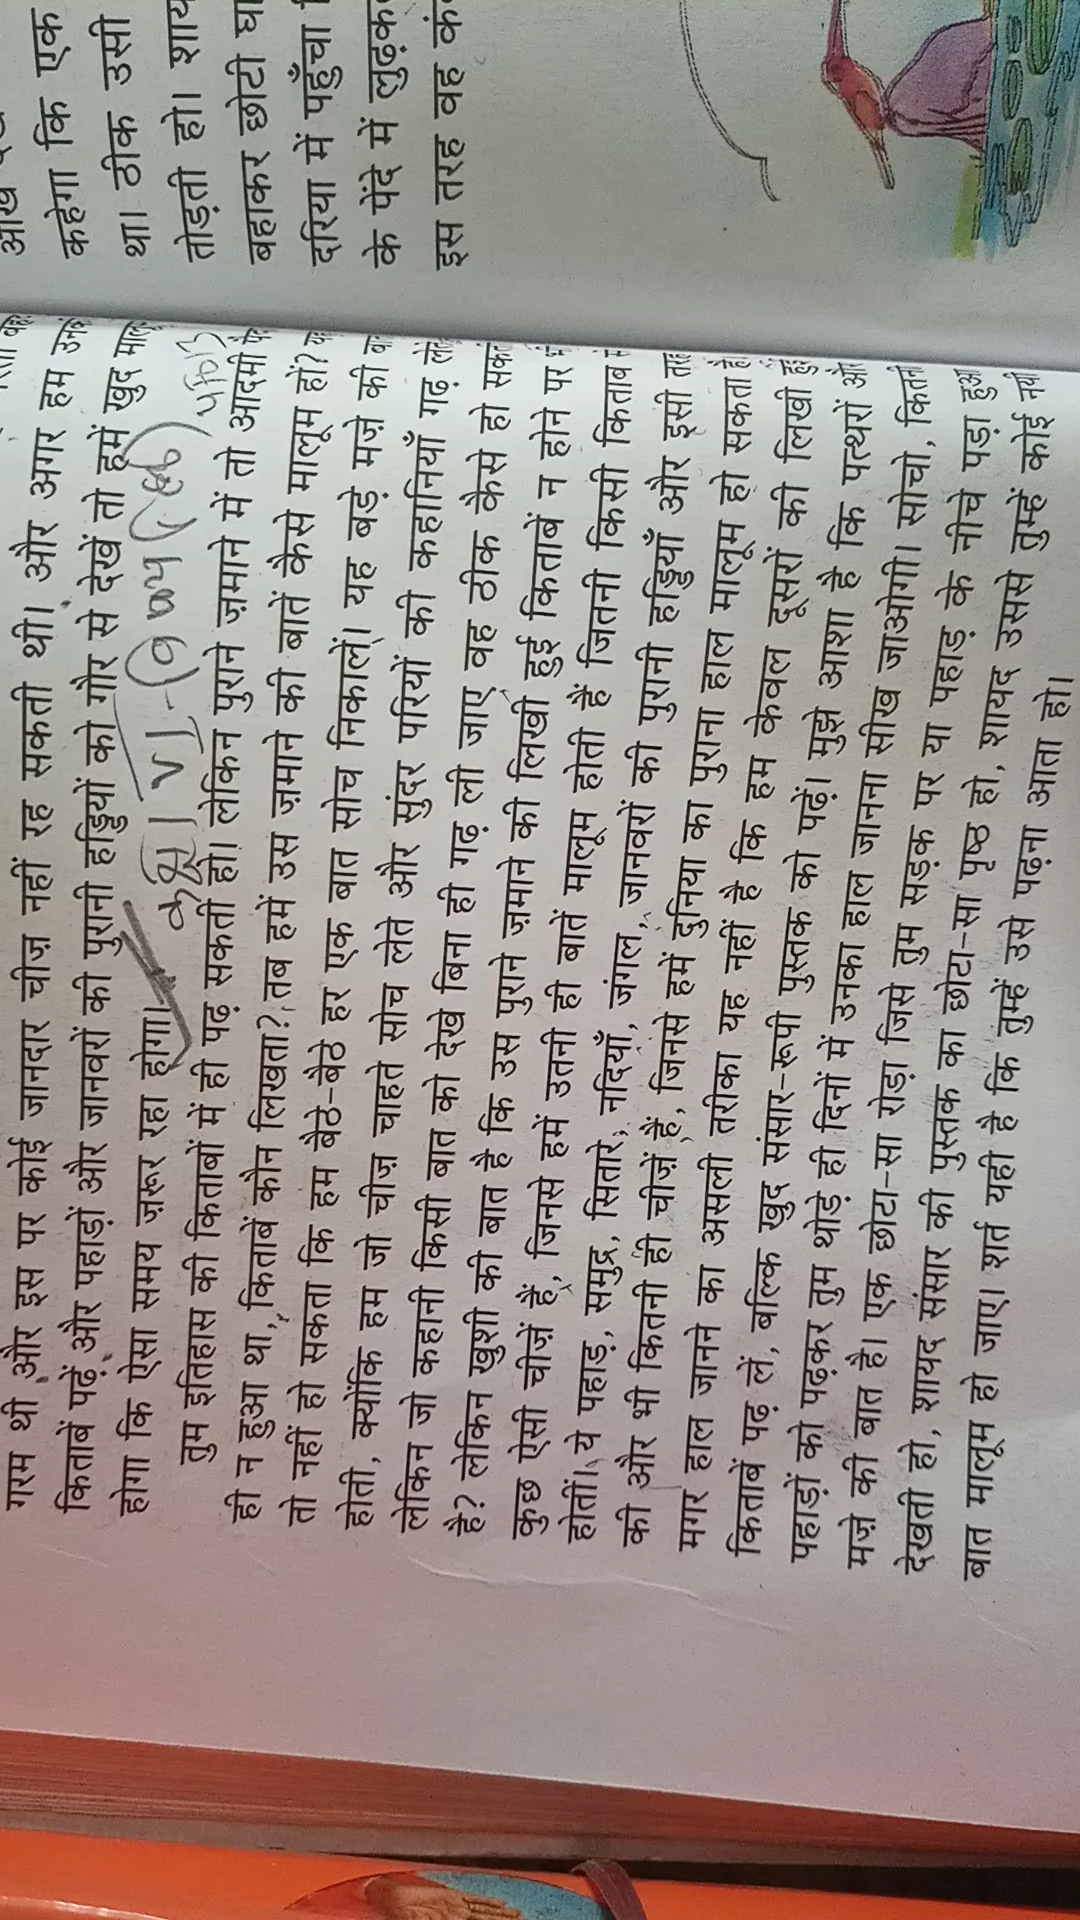 गरम थी और इस पर कोई जानदार चीज़ नहीं रह सकती थी। और अगर हम उनकी
किताबें पढ़ें और पहाड़ों और जानवरों की पुरानी हड्डियों को गौर से देखें तो हमें खुद
होगा कि ऐसा समय ज़रूर रहा होगा।
कक्षा VI -
तुम इतिहास की किताबों में ही पढ़ सकती हो। लेकिन पुराने ज़माने में तो आदमी
ही न हुआ था, किताबें कौन लिखता? तब हमें उस ज़माने की बातें कैसे मालूम हों?
तो नहीं हो सकता कि हम बैठे-बैठे हर एक बात सोच निकालें। यह बड़े मज़े की
होती, क्योंकि हम जो चीज़ चाहते सोच लेते और सुंदर परियों की कहानियाँ गढ़
लेकिन जो कहानी किसी बात को देखे बिना ही गढ़ ली जाए वह ठीक कैसे हो
है? लेकिन खुशी की बात है कि उस पुराने ज़माने की लिखी हुई किताबें न होने पर
कुछ ऐसी चीज़ें हैं, जिनसे हमें उतनी ही बातें मालूम होती हैं जितनी किसी किताब
होतीं। ये पहाड़, समुद्र, सितारे, नदियाँ, जंगल, जानवरों की पुरानी हड्डियाँ और इसी
की और भी कितनी ही चीज़ें हैं, जिनसे हमें दुनिया का पुराना हाल मालूम हो सकता
मगर हाल जानने का असली तरीका यह नहीं है कि हम केवल दूसरों की लिखी
किताबें पढ़ लें, बल्कि खुद संसार-रूपी पुस्तक को पढ़ें। मुझे आशा है कि पत्थरों
पहाड़ों को पढ़कर तुम थोड़े ही दिनों में उनका हाल जानना सीख जाओगी। सोचो,
मज़े की बात है। एक छोटा-सा रोड़ा जिसे तुम सड़क पर या पहाड़ के नीचे पड़ा हुआ
देखती हो, शायद संसार की पुस्तक का छोटा-सा पृष्ठ हो, शायद उससे तुम्हें कोई नयी
बात मालूम हो जाए। शर्त यही है कि तुम्हें उसे पढ़ना आता हो।
कहेगा कि एक
था। ठीक उसी
तोड़ती हो।
बहाकर छोटी
दरिया में पहुँचा
के पेंदे में
इस तरह वह